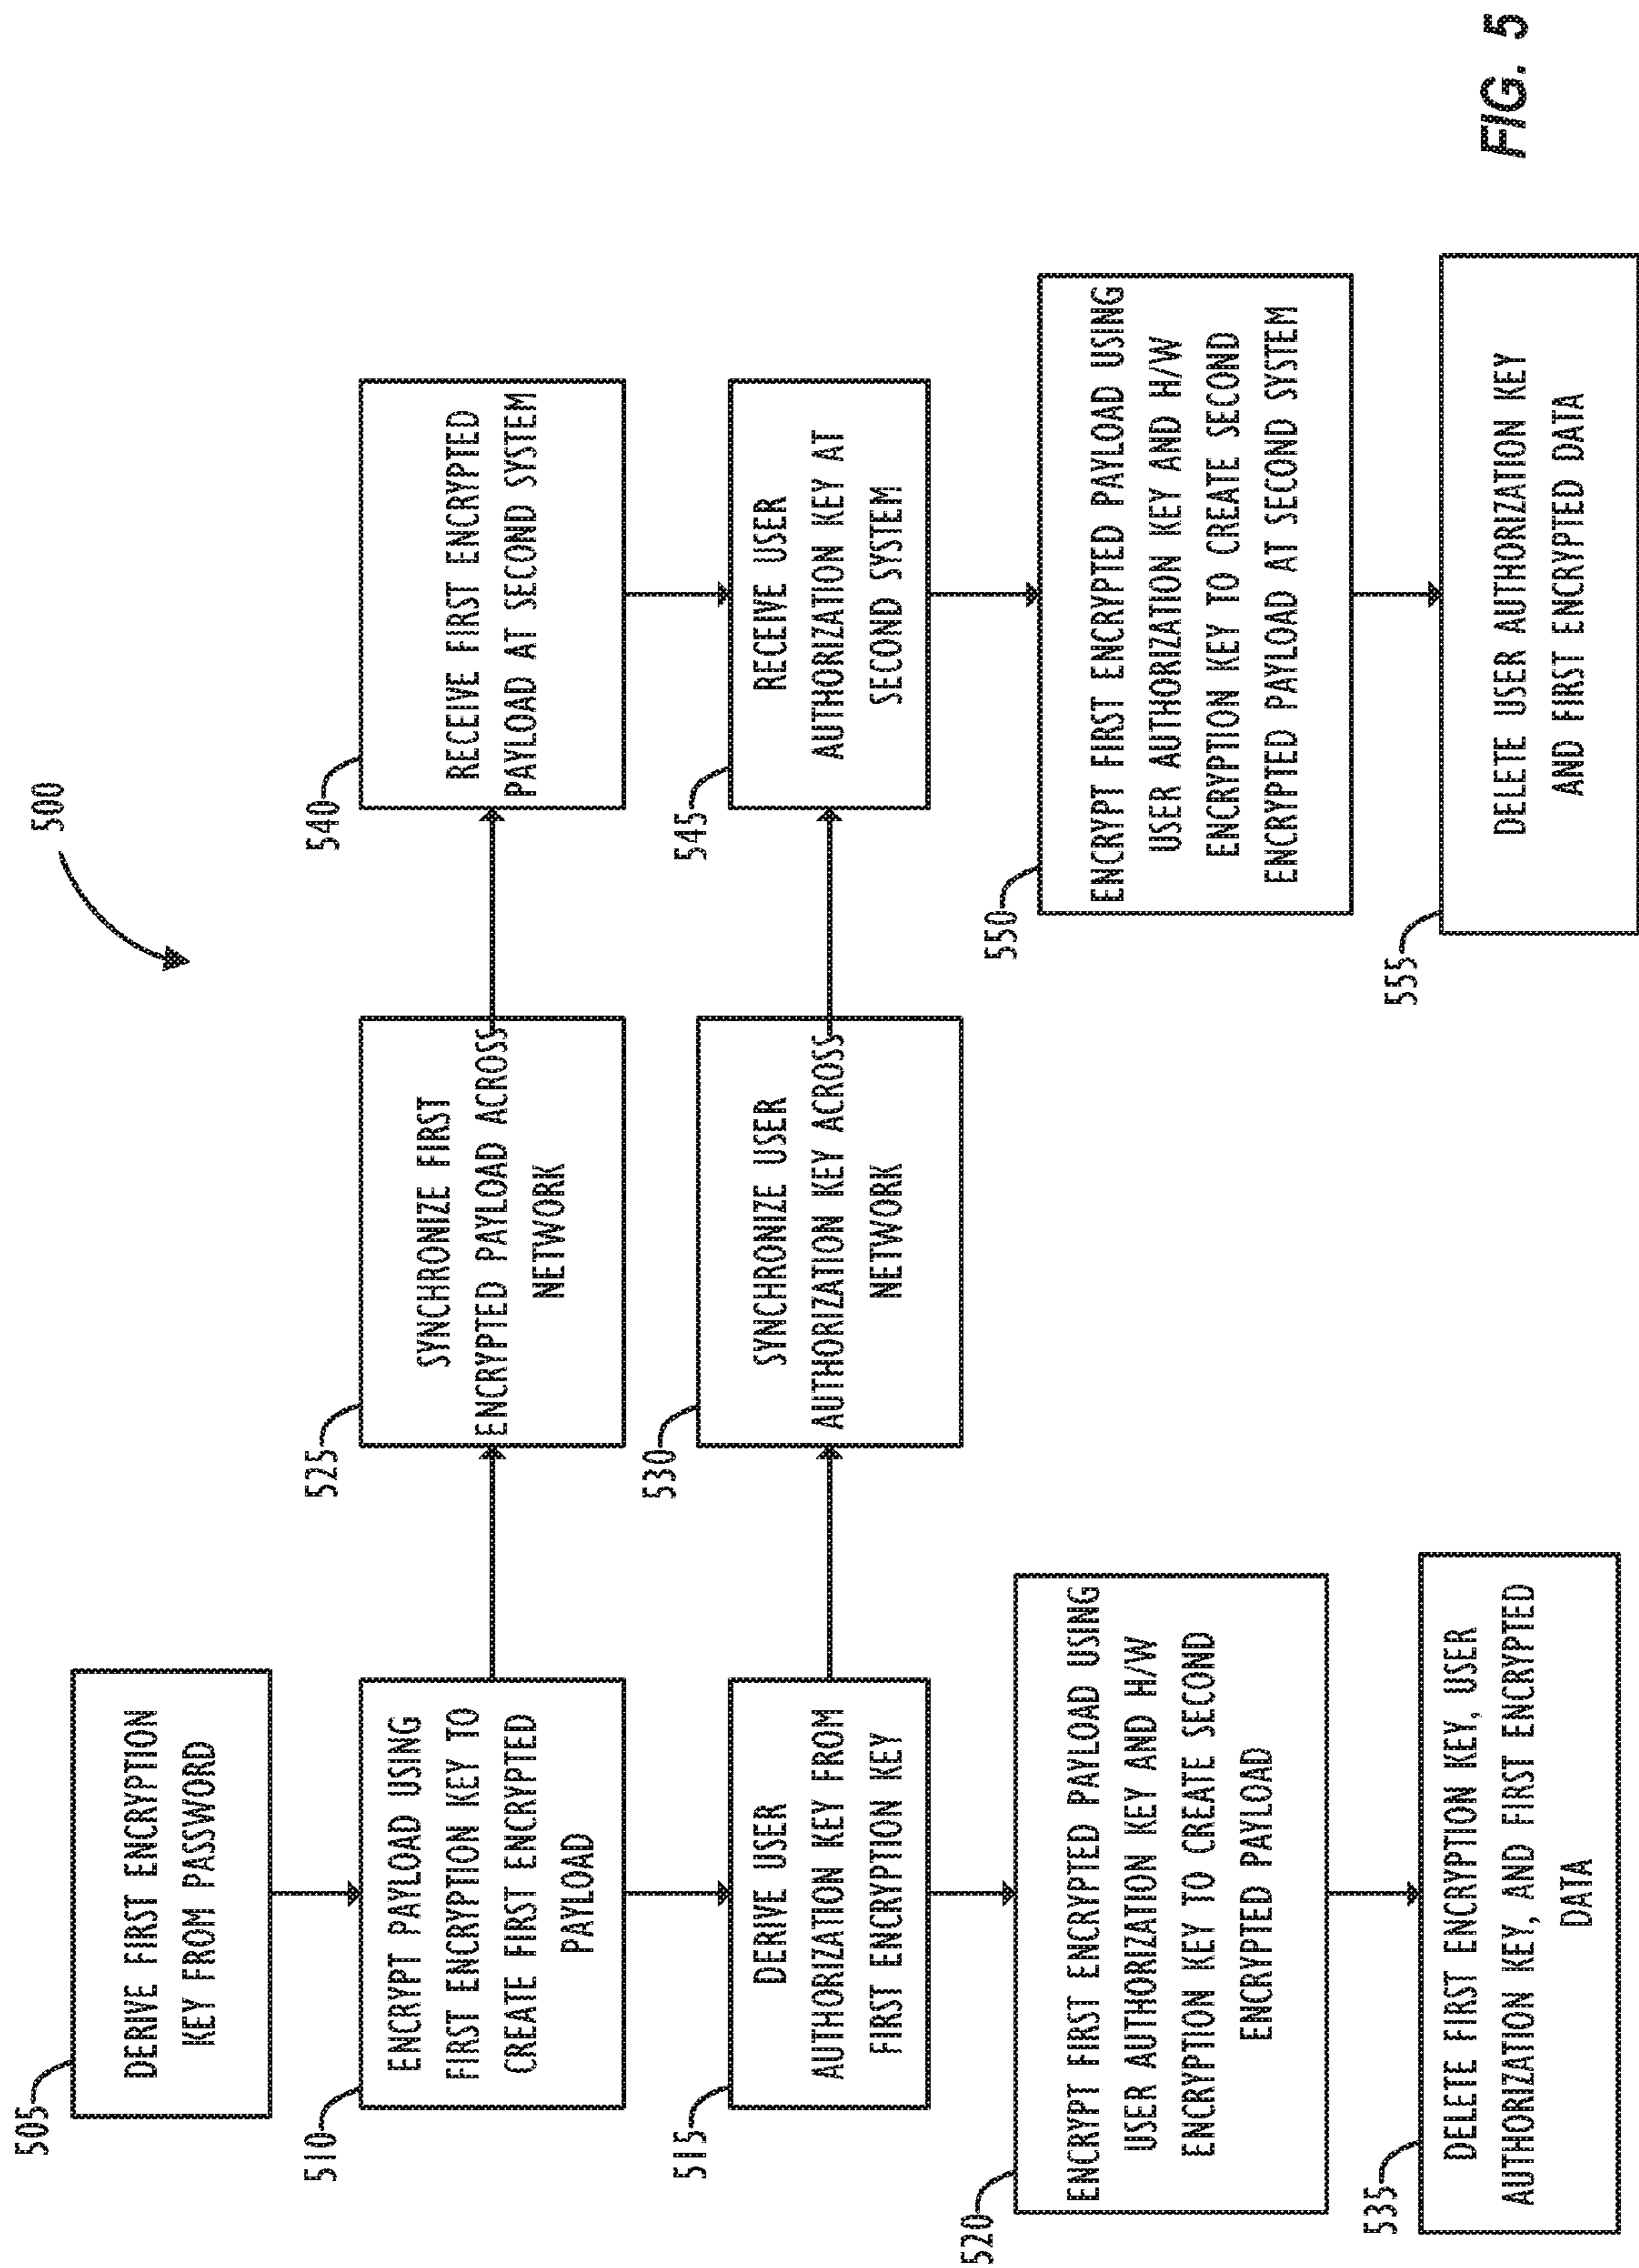 500
505
DERIVE FIRST ENCRYPTION
KEY FROM PASSWORD
510
ENCRYPT PAYLOAD USING
FIRST ENCRYPTION KEY TO
CREATE FIRST ENCRYPTED
PAYLOAD
525
SYNCHRONIZE FIRST
ENCRYPTED PAYLOAD ACROSS
NETWORK
540
RECEIVE FIRST ENCRYPTED
PAYLOAD AT SECOND SYSTEM
515
DERIVE USER
AUTHORIZATION KEY FROM
FIRST ENCRYPTION KEY
530
SYNCHRONIZE USER
AUTHORIZATION KEY ACROSS
NETWORK
545
RECEIVE USER
AUTHORIZATION KEY AT
SECOND SYSTEM
520
ENCRYPT FIRST ENCRYPTED PAYLOAD USING
USER AUTHORIZATION KEY AND H/W
ENCRYPTION KEY TO CREATE SECOND
ENCRYPTED PAYLOAD
550
ENCRYPT FIRST ENCRYPTED PAYLOAD USING
USER AUTHORIZATION KEY AND H/W
ENCRYPTION KEY TO CREATE SECOND
ENCRYPTED PAYLOAD AT SECOND SYSTEM
535
DELETE FIRST ENCRYPTION KEY, USER
AUTHORIZATION KEY, AND FIRST ENCRYPTED
DATA
555
DELETE USER AUTHORIZATION KEY
AND FIRST ENCRYPTED DATA
FIG. 5